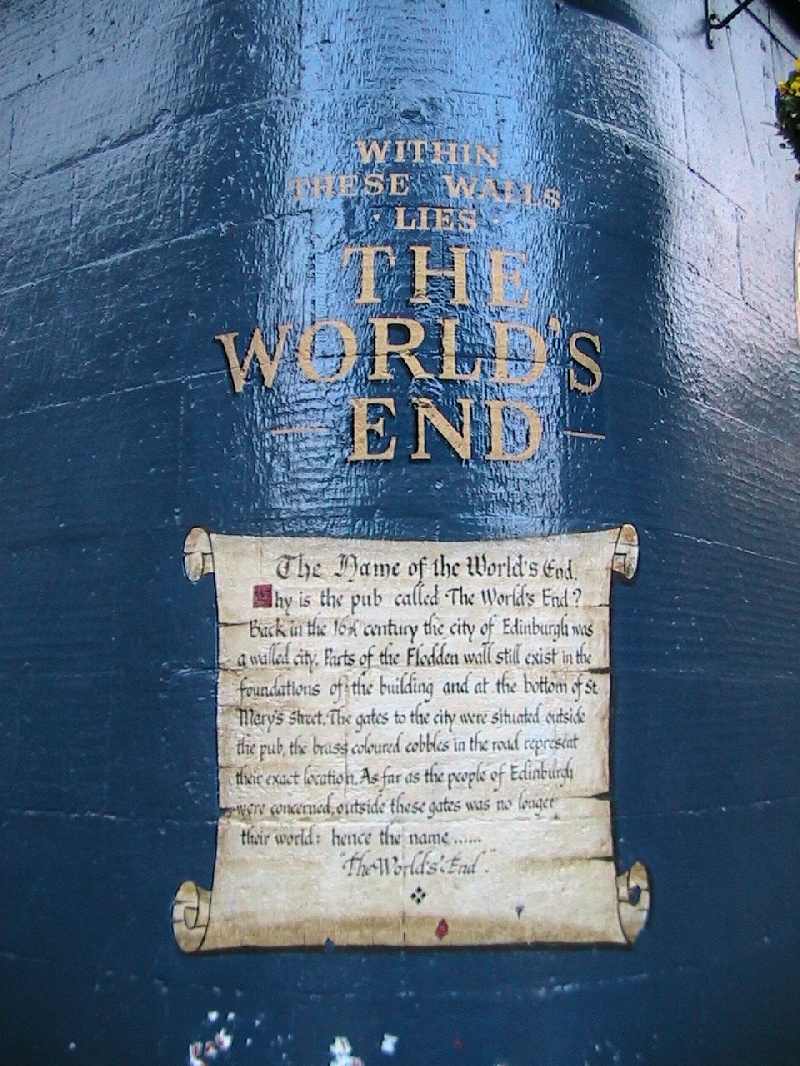 WITHIN
THESE WALLS
· LIES ·
THE
WORLD'S
- END -
The Name of the World's End.
Why is the pub called The World's End?
Back in the 16th century the city of Edinburgh was
a walled city. Parts of the Flodden wall still exist in the
foundations of the building and at the bottom of St
Mary's Street. The gates to the city were situated outside
the pub, the brass coloured cobbles in the road represent
their exact location. As far as the people of Edinburgh
were concerned, outside these gates was no longer
their world: hence the name......
"The World's End".